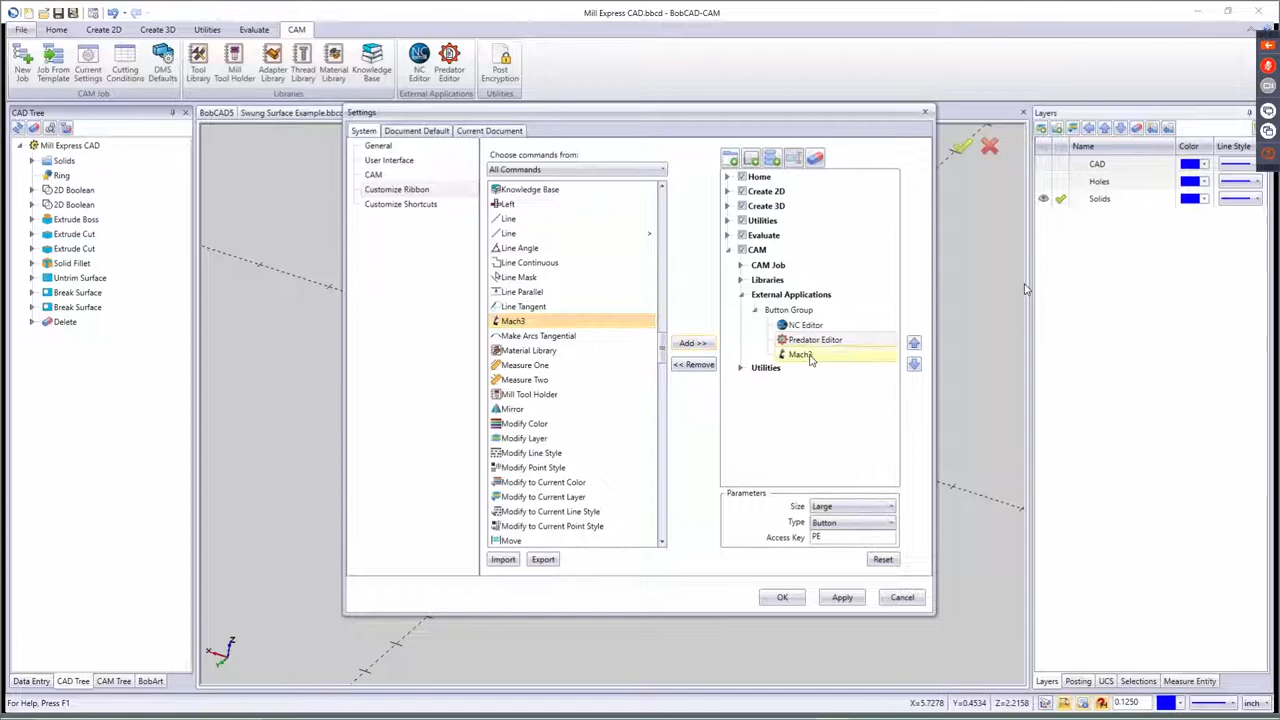 Mill Express CAD.bbcd - BobCAD-CAM
File Home Create 2D Create 3D Utilities Evaluate CAM
New Job
Job From Template
Current Settings
Cutting Conditions
DMS Defaults
Tool Library
Mill Tool Holder
Adapter Library
Thread Library
Material Library
Knowledge Base
NC Editor
Predator Editor
Post Encryption
CAM Job Libraries External Applications Utilities
CAD Tree
Mill Express CAD
Solids
Ring
2D Boolean
2D Boolean
Extrude Boss
Extrude Cut
Extrude Cut
Solid Fillet
Untrim Surface
Break Surface
Break Surface
Delete
Data Entry CAD Tree CAM Tree BobArt
BobCAD5 Swung Surface Example.bbcd
Settings
System Document Default Current Document
General
User Interface
CAM
Customize Ribbon
Customize Shortcuts
Choose commands from:
All Commands
Knowledge Base
Left
Line
Line
Line Angle
Line Continuous
Line Mask
Line Parallel
Line Tangent
Mach3
Make Arcs Tangential
Material Library
Measure One
Measure Two
Mill Tool Holder
Mirror
Modify Color
Modify Layer
Modify Line Style
Modify Point Style
Modify to Current Color
Modify to Current Layer
Modify to Current Line Style
Modify to Current Point Style
Move
Import Export
Add >>
<< Remove
Home
Create 2D
Create 3D
Utilities
Evaluate
CAM
CAM Job
Libraries
External Applications
Button Group
NC Editor
Predator Editor
Mach3
Utilities
Parameters
Size Large
Type Button
Access Key PE
Reset
OK Apply Cancel
Layers
Name Color Line Style
CAD
Holes
Solids
Layers Posting UCS Selections Measure Entity
For Help, Press F1
X=5.7278 Y=0.4534 Z=2.2158
0.1250
inch